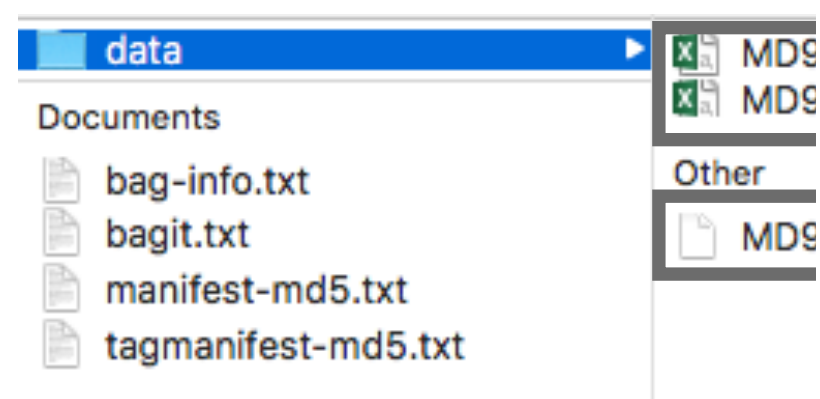 data
Documents
bag-info.txt
bagit.txt
manifest-md5.txt
tagmanifest-md5.txt
MD9
MD9
Other
MD9